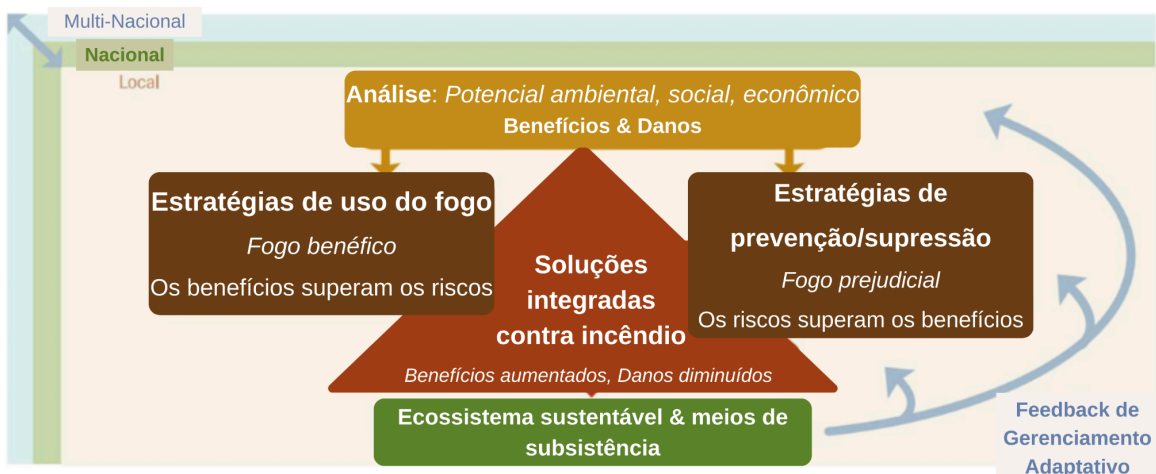 Multi-Nacional
Nacional
Local
Análise: Potencial ambiental, social, econômico
Benefícios & Danos
Estratégias de uso do fogo
Fogo benéfico
Os benefícios superam os riscos
Estratégias de
prevenção/supressão
Fogo prejudicial
Os riscos superam os benefícios
Soluções
integradas
contra incêndio
Benefícios aumentados, Danos diminuídos
Ecossistema sustentável & meios de
subsistência
Feedback de
Gerenciamento
Adaptativo